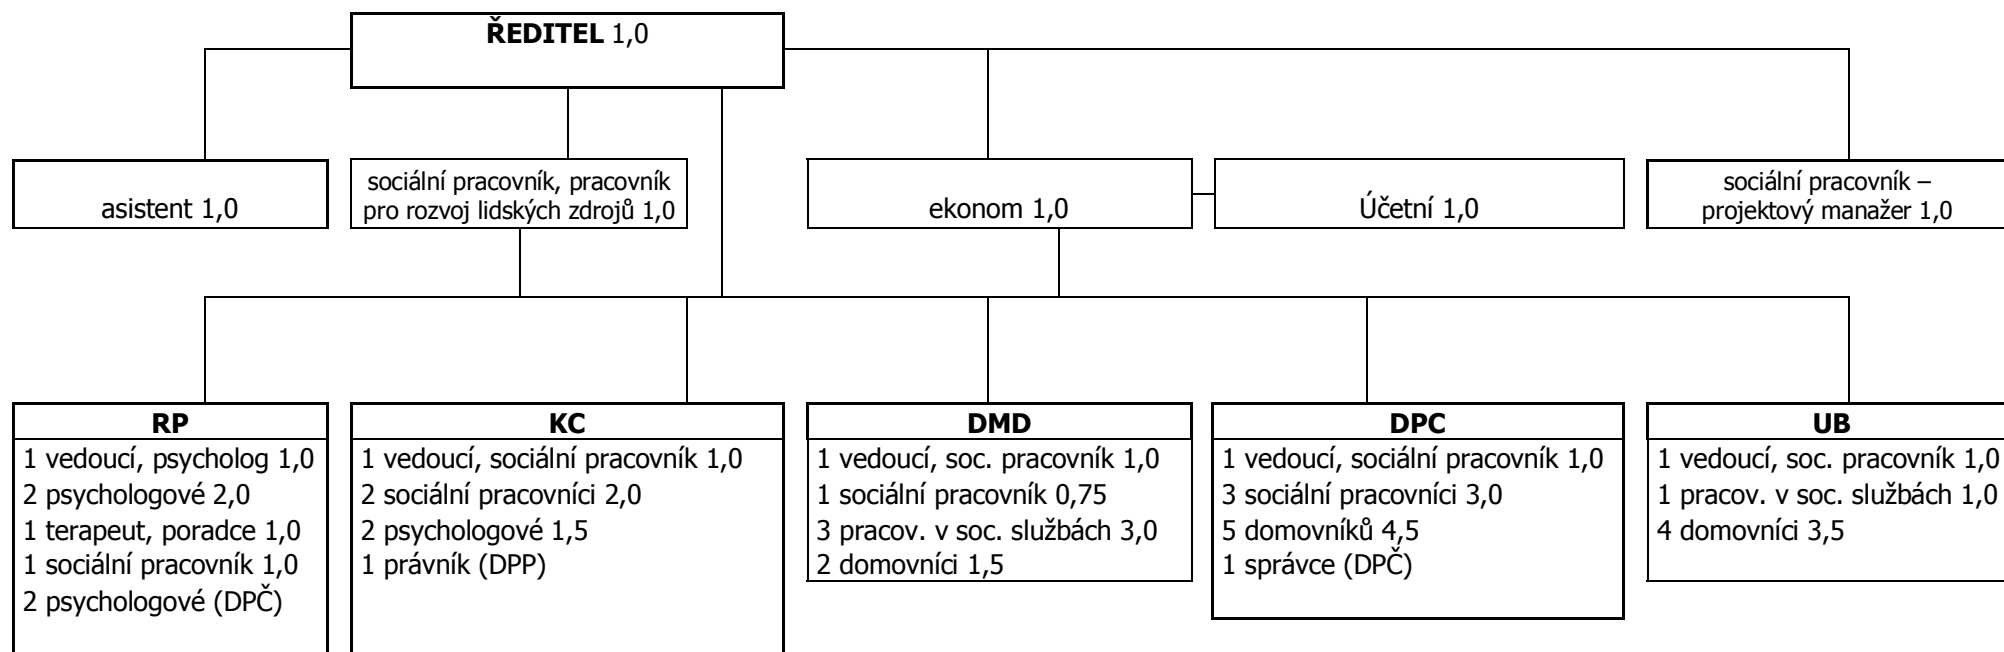 ŘEDITEL 1,0
asistent 1,0
sociální pracovník, pracovník
pro rozvoj lidských zdrojů 1,0
ekonom 1,0
Účetní 1,0
sociální pracovník –
projektový manažer 1,0
RP
1 vedoucí, psycholog 1,0
2 psychologové 2,0
1 terapeut, poradce 1,0
1 sociální pracovník 1,0
2 psychologové (DPČ)
KC
1 vedoucí, sociální pracovník 1,0
2 sociální pracovníci 2,0
2 psychologové 1,5
1 právník (DPP)
DMD
1 vedoucí, soc. pracovník 1,0
1 sociální pracovník 0,75
3 pracov. v soc. službách 3,0
2 domovníci 1,5
DPC
1 vedoucí, sociální pracovník 1,0
3 sociální pracovníci 3,0
5 domovníků 4,5
1 správce (DPČ)
UB
1 vedoucí, soc. pracovník 1,0
1 pracov. v soc. službách 1,0
4 domovníci 3,5